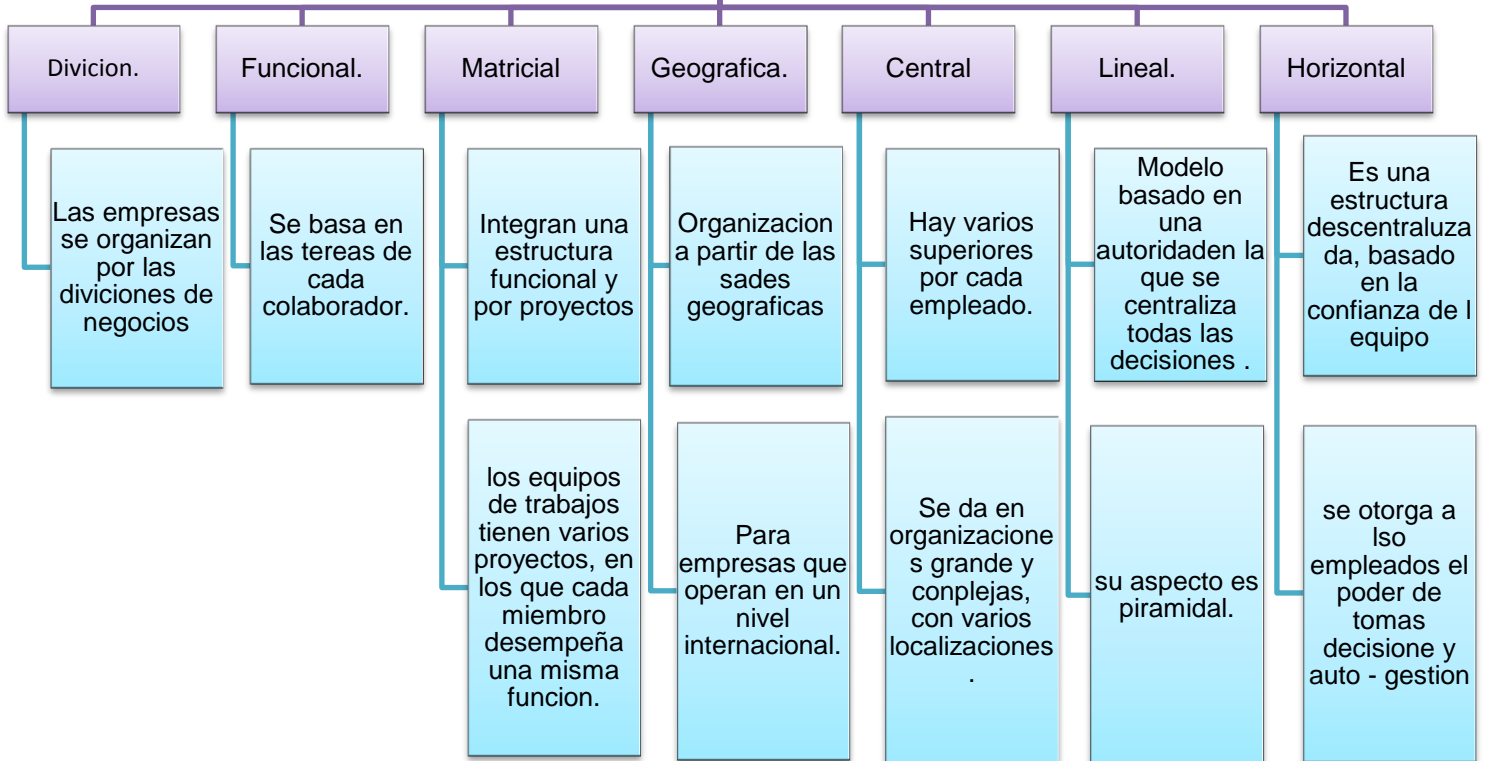 Divicion.
Las empresas
se organizan
por las
diviciones de
negocios
Funcional.
Se basa en
las tereas de
cada
colaborador.
Matricial
Integran una
estructura
funcional y
por proyectos
los equipos
de trabajos
tienen varios
proyectos, en
los que cada
miembro
desempeña
una misma
funcion.
Geografica.
Organizacion
a partir de las
sades
geograficas
Para
empresas que
operan en un
nivel
internacional.
Central
Hay varios
superiores
por cada
empleado.
Se da en
organizacione
s grande y
conplejas,
con varios
localizaciones
.
Lineal.
Modelo
basado en
una
autoridaden la
que se
centraliza
todas las
decisiones .
su aspecto es
piramidal.
Horizontal
Es una
estructura
descentraluza
da, basado
en la
confianza de l
equipo
se otorga a
lso
empleados el
poder de
tomas
decisione y
auto - gestion